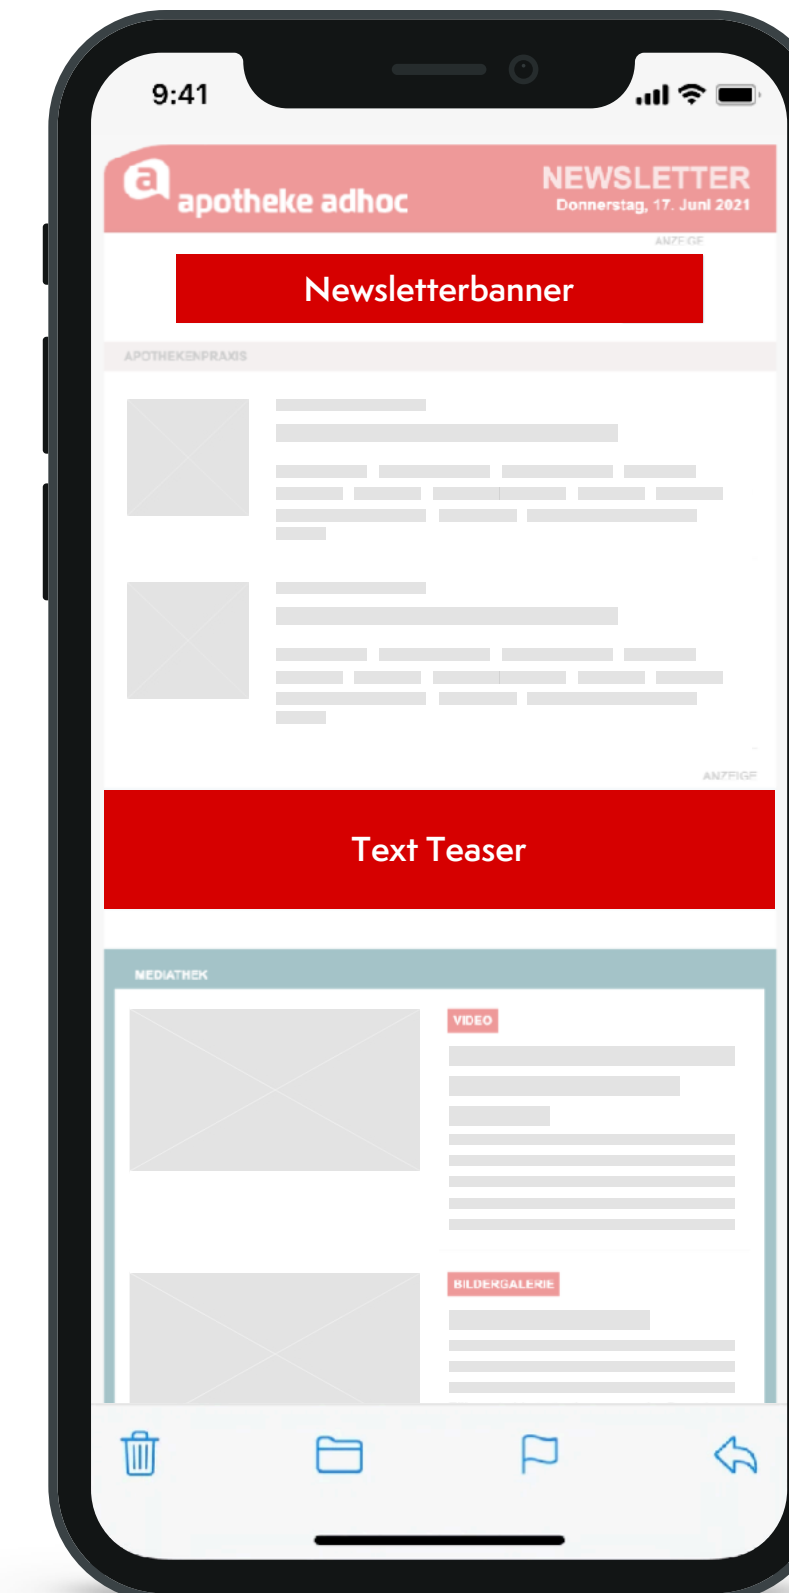 9:41
a
apotheke adhoc
NEWSLETTER
Donnerstag, 17. Juni 2021
ANZEIGE
Newsletterbanner
APOTHEKENPRAXIS
ANZEIGE
Text Teaser
MEDIATHEK
VIDEO
BILDERGALERIE